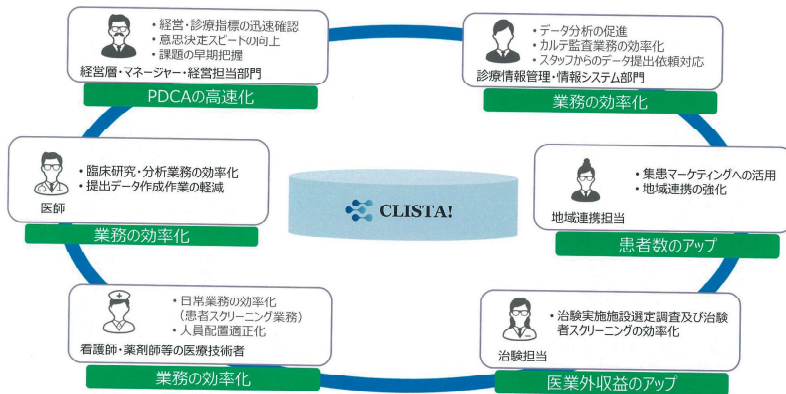 ・経営・診療指標の迅速確認
・意思決定スピードの向上
・課題の早期把握
経営層・マネージャー・経営担当部門
PDCAの高速化
・データ分析の促進
・カルテ監査業務の効率化
・スタッフからのデータ提出依頼対応
診療情報管理・情報システム部門
業務の効率化
・臨床研究・分析業務の効率化
・提出データ作成作業の軽減
医師
業務の効率化
CLISTA!
・集患マーケティングへの活用
・地域連携の強化
地域連携担当
患者数のアップ
・日常業務の効率化
(患者スクリーニング業務)
・人員配置適正化
看護師・薬剤師等の医療技術者
業務の効率化
・治験実施施設選定調査及び治験
者スクリーニングの効率化
治験担当
医業外収益のアップ